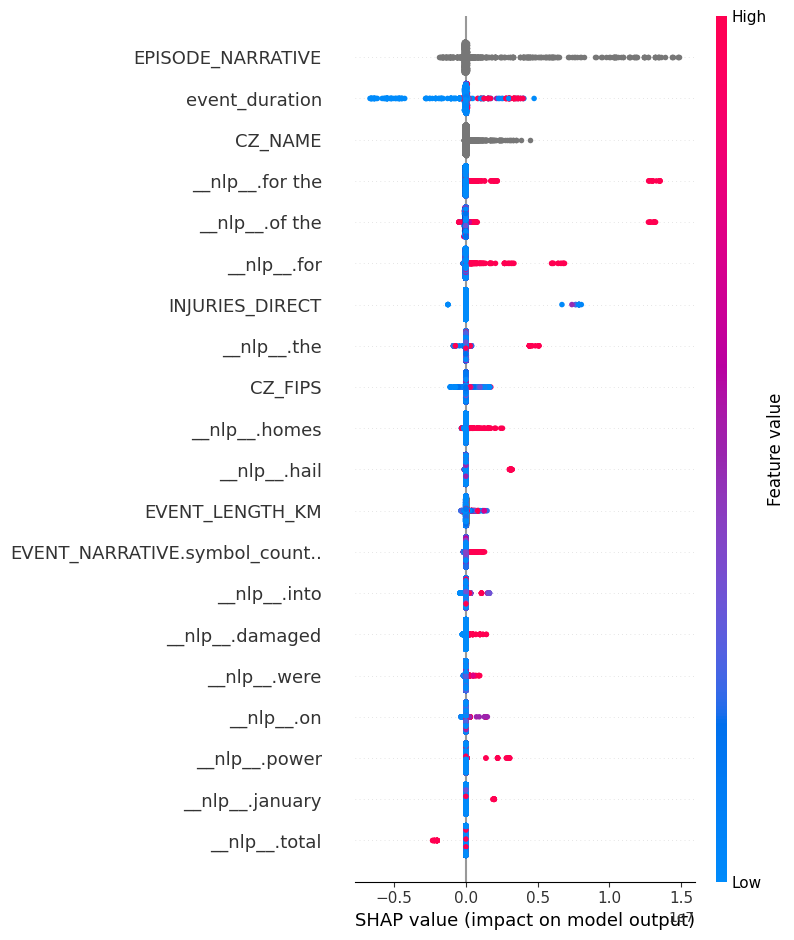 High
EPISODE_NARRATIVE
event_duration
CZ_NAME
__nlp__.for the
__nlp__.of the
__nlp__.for
INJURIES_DIRECT
__nlp__.the
CZ_FIPS
__nlp__.homes
__nlp__.hail
EVENT_LENGTH_KM
EVENT_NARRATIVE.symbol_count..
__nlp__.into
__nlp__.damaged
__nlp__.were
__nlp__.on
__nlp__.power
__nlp__.january
__nlp__.total
Feature value
Low
−0.5 0.0 0.5 1.0 1.5
1e7
SHAP value (impact on model output)